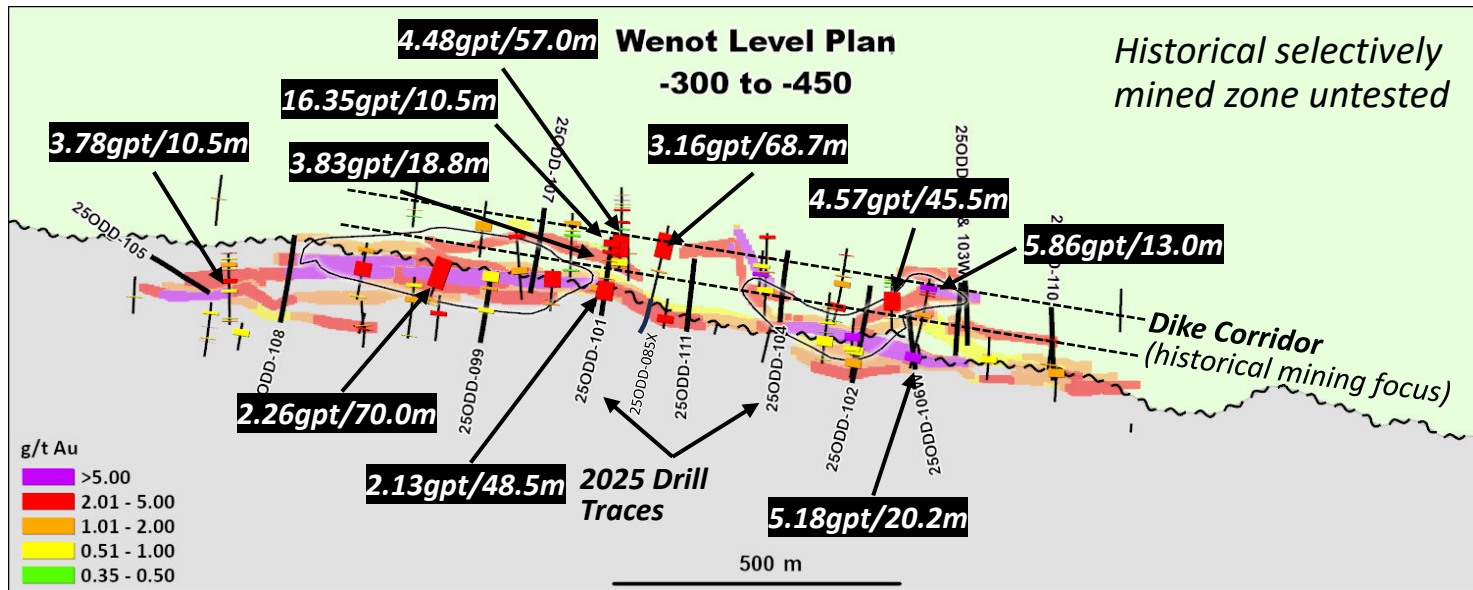 Wenot Level Plan
-300 to -450
Historical selectively
mined zone untested
4.48gpt/57.0m
16.35gpt/10.5m
3.78gpt/10.5m
3.83gpt/18.8m
3.16gpt/68.7m
4.57gpt/45.5m
5.86gpt/13.0m
25ODD-107
25ODD
& 103W
-110
25ODD-105
ODD-108
25ODD-099
25ODD-101
25ODD-085X
25ODD-111
25ODD-104
25ODD-102
25ODD-106W
Dike Corridor
(historical mining focus)
2.26gpt/70.0m
2.13gpt/48.5m
2025 Drill
Traces
5.18gpt/20.2m
g/t Au
>5.00
2.01 - 5.00
1.01 - 2.00
0.51 - 1.00
0.35 - 0.50
500 m